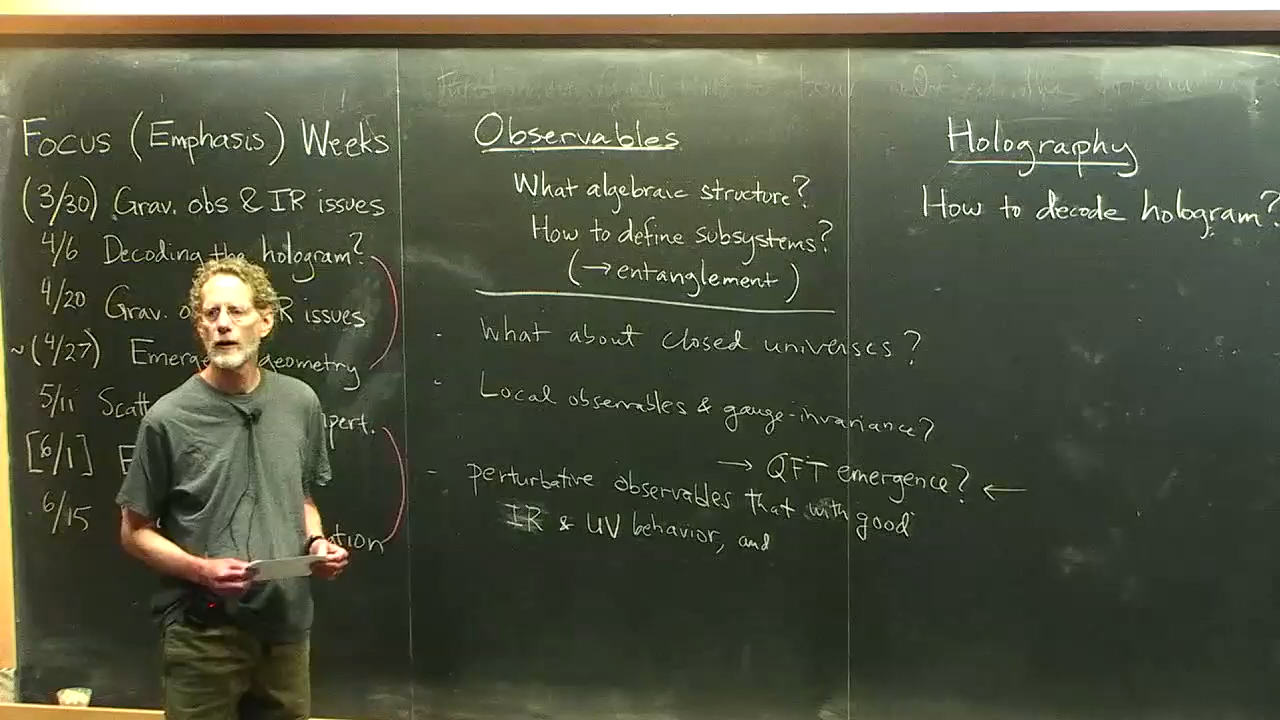 Focus (Emphasis) Weeks
(3/30) Grav. obs & IR issues
4/6 Decoding the hologram?
4/20 Grav. IR issues
~(4/27) geometry
5/11 pert.
[6/1]
6/15
Observables
What algebraic structure?
How to define subsystems?
(→ entanglement)
- What about closed universes?
- Local observables & gauge-invariance?
→ QFT emergence? ←
- perturbative observables that with good
IR & UV behavior, and
Holography
How to decode hologram?